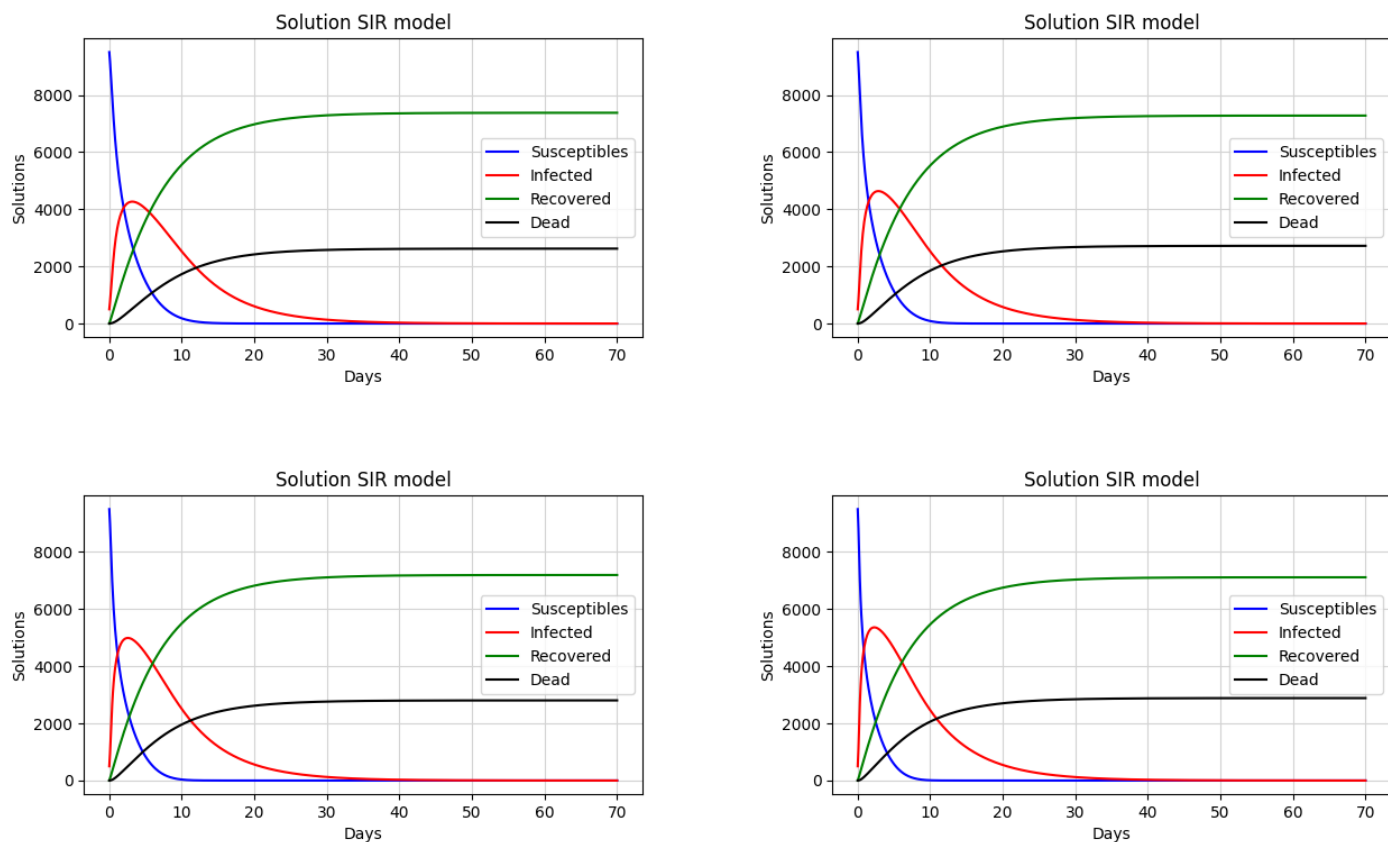 Solution SIR model
Solutions
8000
6000
4000
2000
0
Susceptibles
Infected
Recovered
Dead
0 10 20 30 40 50 60 70
Days
Solution SIR model
Solutions
8000
6000
4000
2000
0
Susceptibles
Infected
Recovered
Dead
0 10 20 30 40 50 60 70
Days
Solution SIR model
Solutions
8000
6000
4000
2000
0
Susceptibles
Infected
Recovered
Dead
0 10 20 30 40 50 60 70
Days
Solution SIR model
Solutions
8000
6000
4000
2000
0
Susceptibles
Infected
Recovered
Dead
0 10 20 30 40 50 60 70
Days